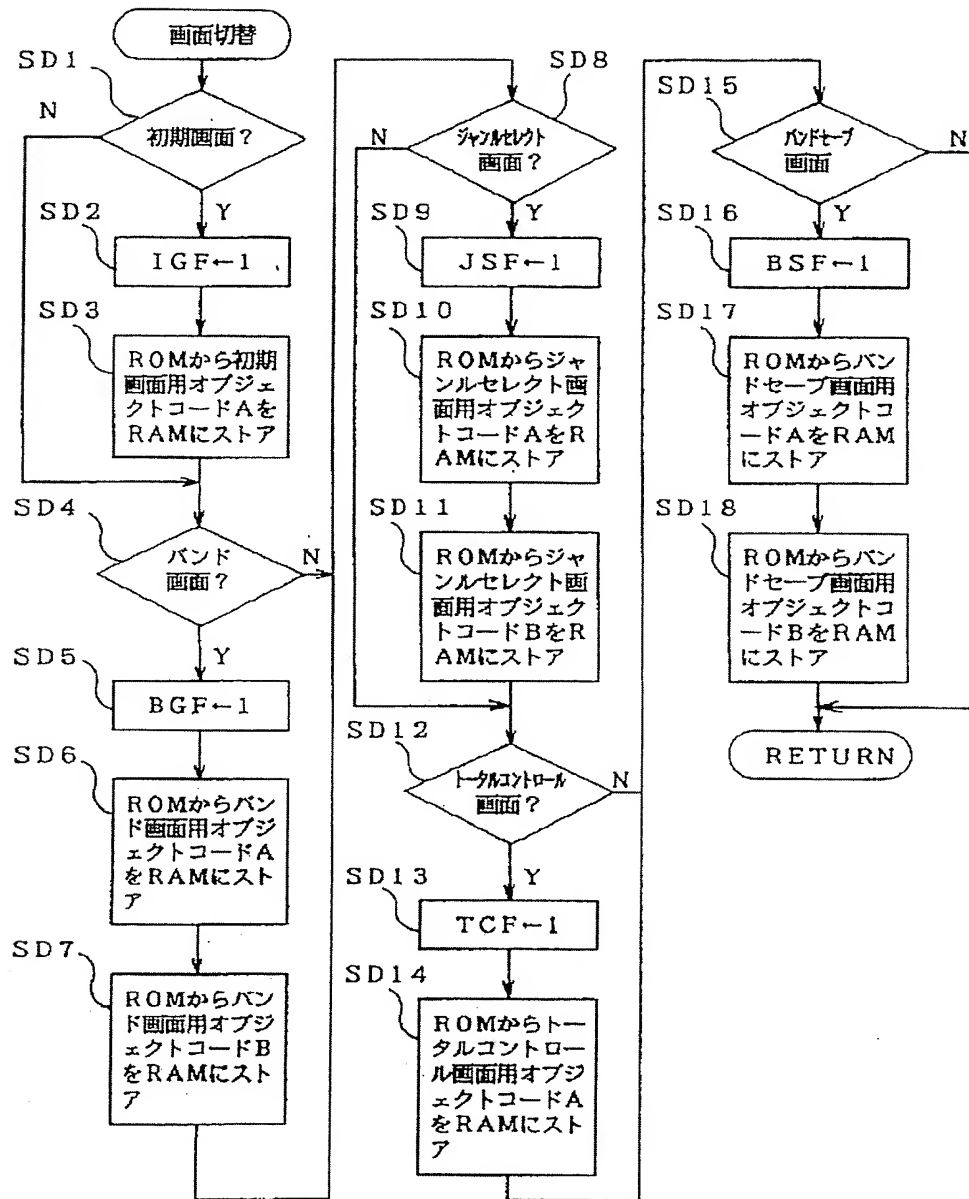 画面切替
SD1
N
初期画面?
Y
SD2
IGF←1
SD3
ROMから初期
画面用オブジェ
クトコードAを
RAMにストア
SD4
バンド
画面?
N
Y
SD5
BGF←1
SD6
ROMからバン
ド画面用オブジ
ェクトコードA
をRAMにスト
ア
SD7
ROMからバン
ド画面用オブジ
ェクトコードB
をRAMにスト
ア
SD8
N
ジャンルセレクト
画面?
Y
SD9
JSF←1
SD10
ROMからジャ
ンルセレクト画
面用オブジェク
トコードAをR
AMにストア
SD11
ROMからジャ
ンルセレクト画
面用オブジェク
トコードBをR
AMにストア
SD12
トータルコントロール
画面?
N
Y
SD13
TCF←1
SD14
ROMからトー
タルコントロー
ル画面用オブジ
ェクトコードA
をRAMにスト
ア
SD15
バンドセーブ
画面
N
Y
SD16
BSF←1
SD17
ROMからバン
ドセーブ画面用
オブジェクトコ
ードAをRAM
にストア
SD18
ROMからバン
ドセーブ画面用
オブジェクトコ
ードBをRAM
にストア
RETURN